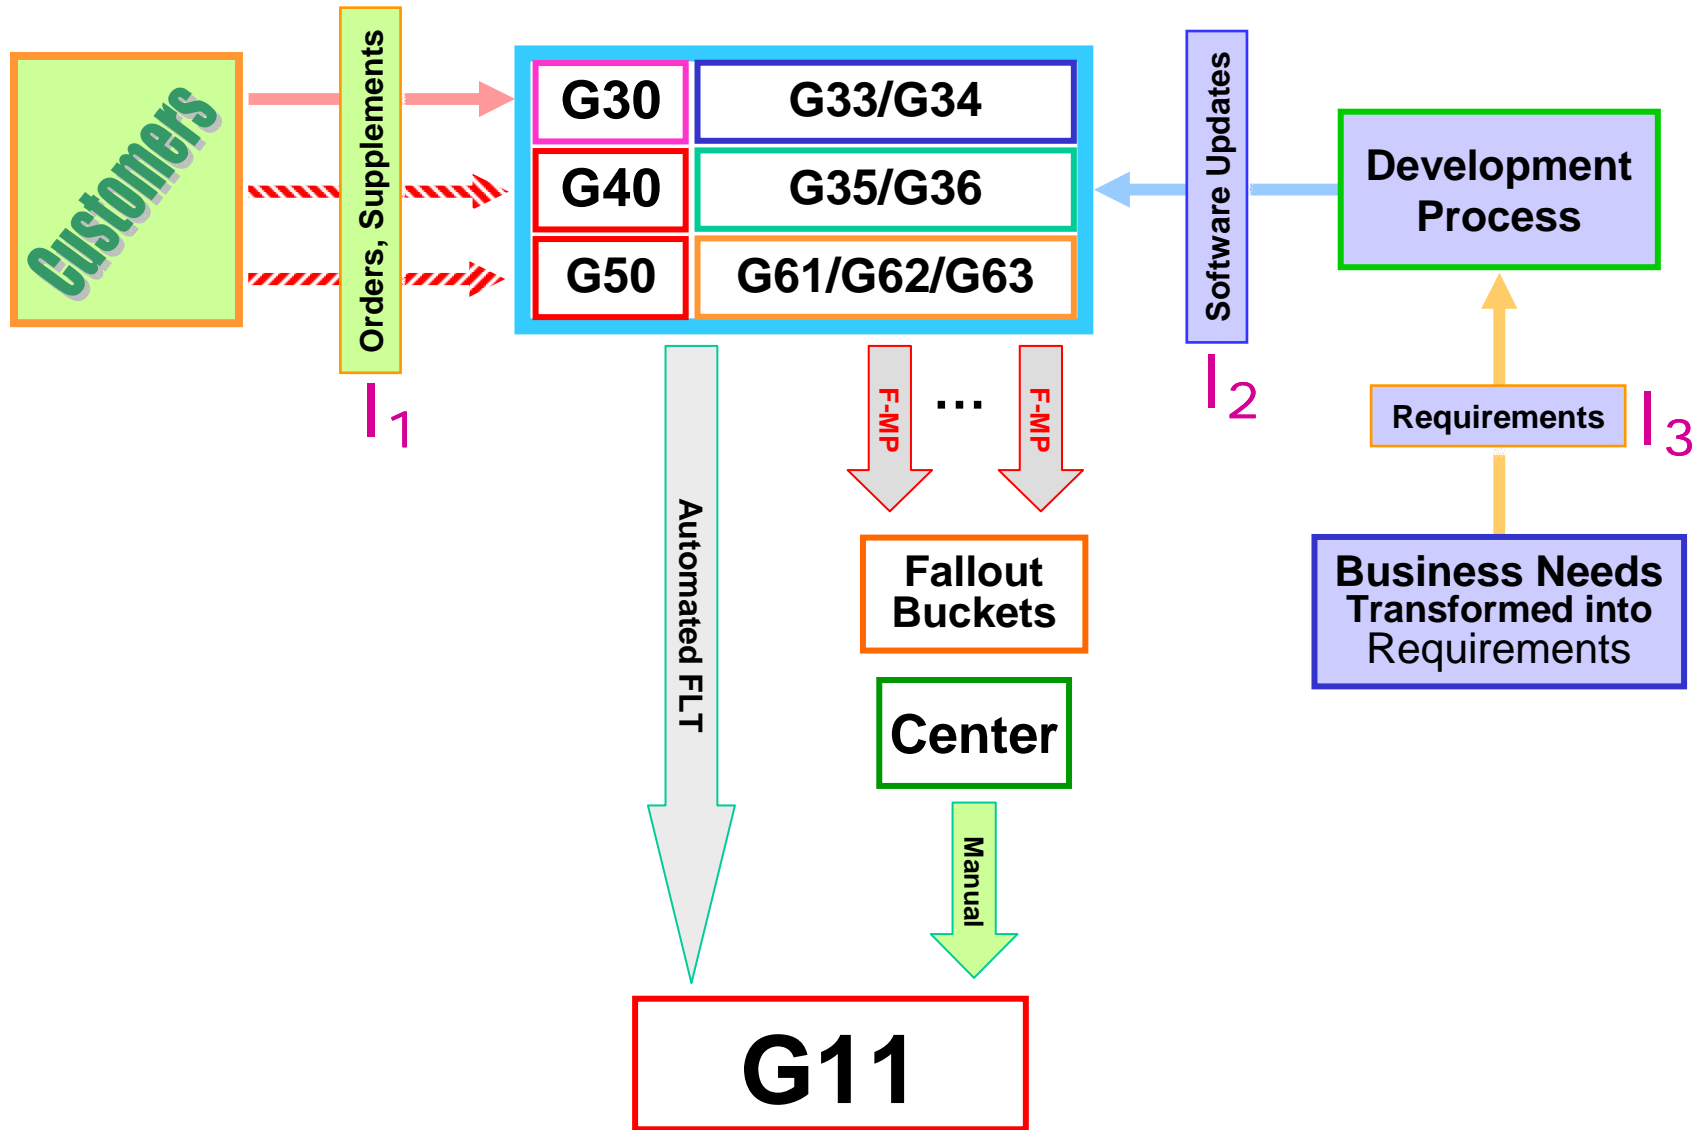 Customers
Orders, Supplements
I1
G30
G33/G34
G40
G35/G36
G50
G61/G62/G63
Software Updates
I2
Development
Process
Requirements
I3
Business Needs
Transformed into
Requirements
F-MP
...
F-MP
Automated FLT
Fallout
Buckets
Center
Manual
G11